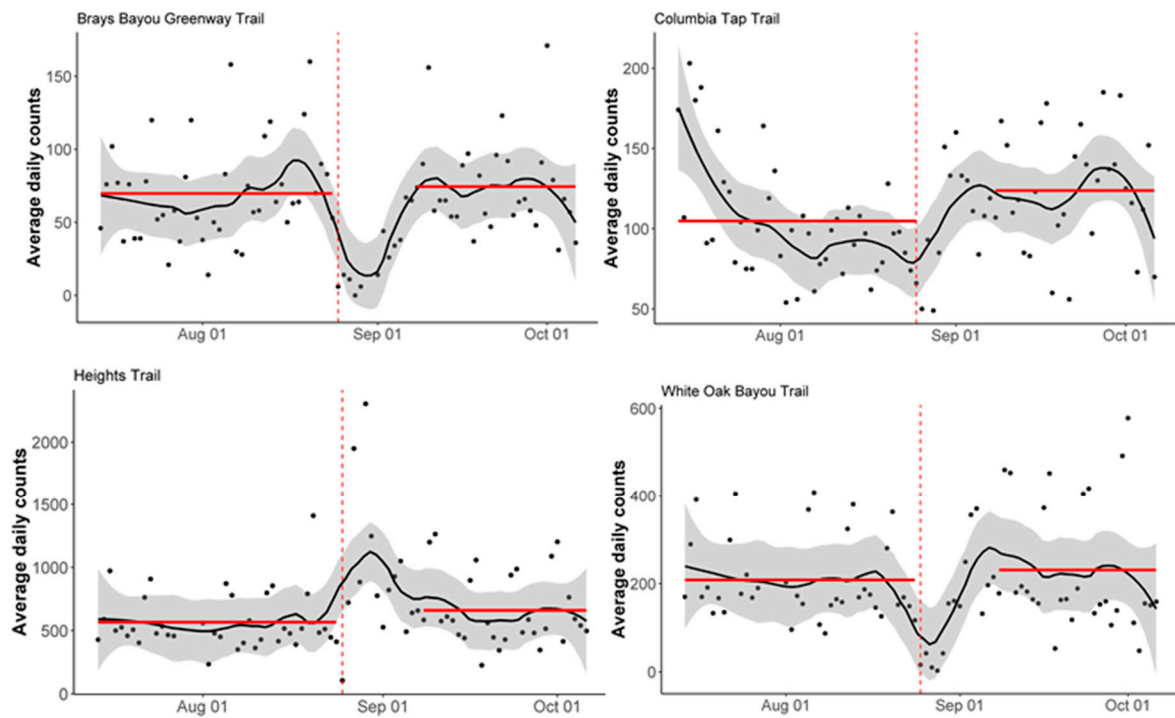 Brays Bayou Greenway Trail
Average daily counts
150
100
50
0
Aug 01
Sep 01
Oct 01
Columbia Tap Trail
Average daily counts
200
150
100
50
Aug 01
Sep 01
Oct 01
Heights Trail
Average daily counts
2000
1500
1000
500
0
Aug 01
Sep 01
Oct 01
White Oak Bayou Trail
Average daily counts
600
400
200
0
Aug 01
Sep 01
Oct 01